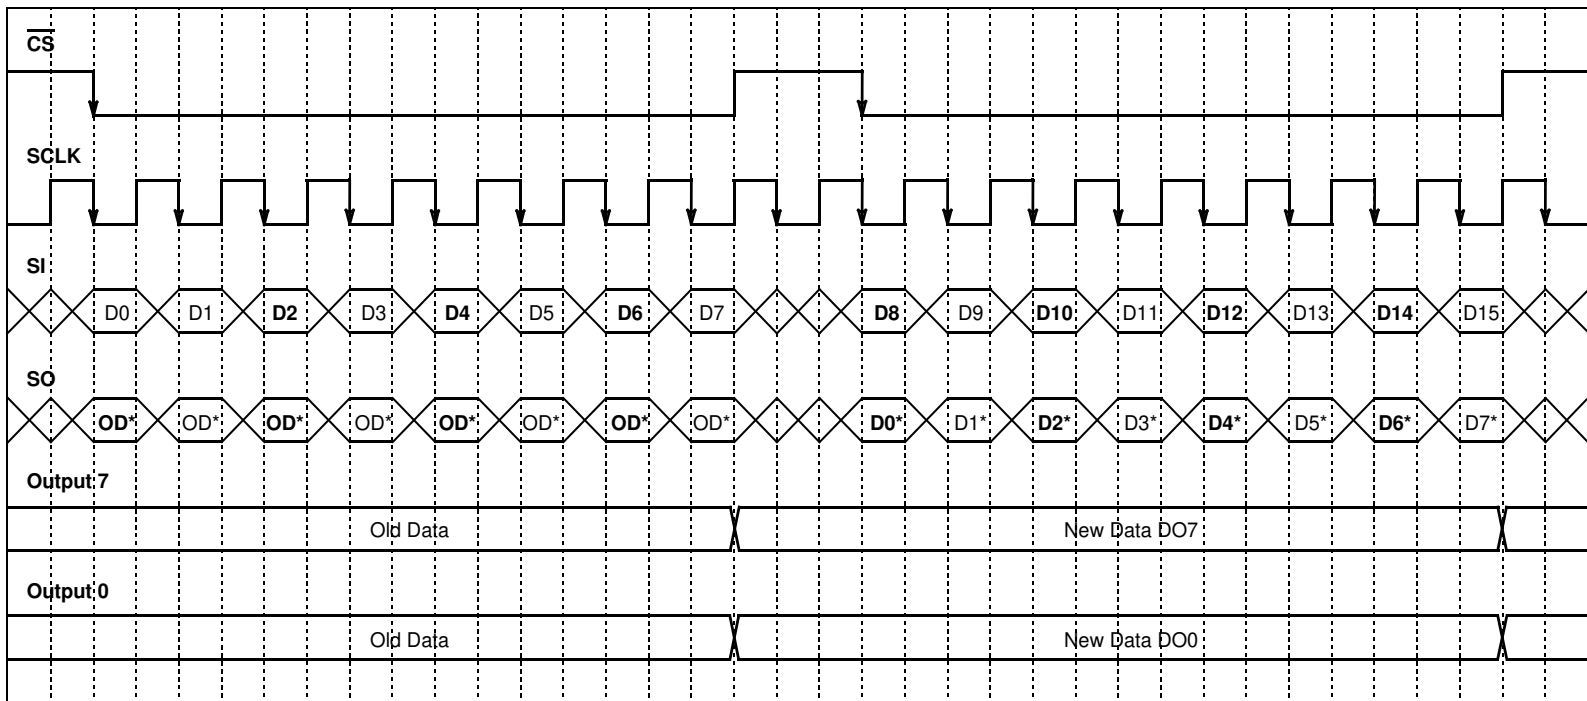 CS
SCLK
SI
D0 D1 D2 D3 D4 D5 D6 D7 D8 D9 D10 D11 D12 D13 D14 D15
SO
OD* OD* OD* OD* OD* OD* OD* OD* D0* D1* D2* D3* D4* D5* D6* D7*
Output 7
Old Data New Data DO7
Output 0
Old Data New Data DO0